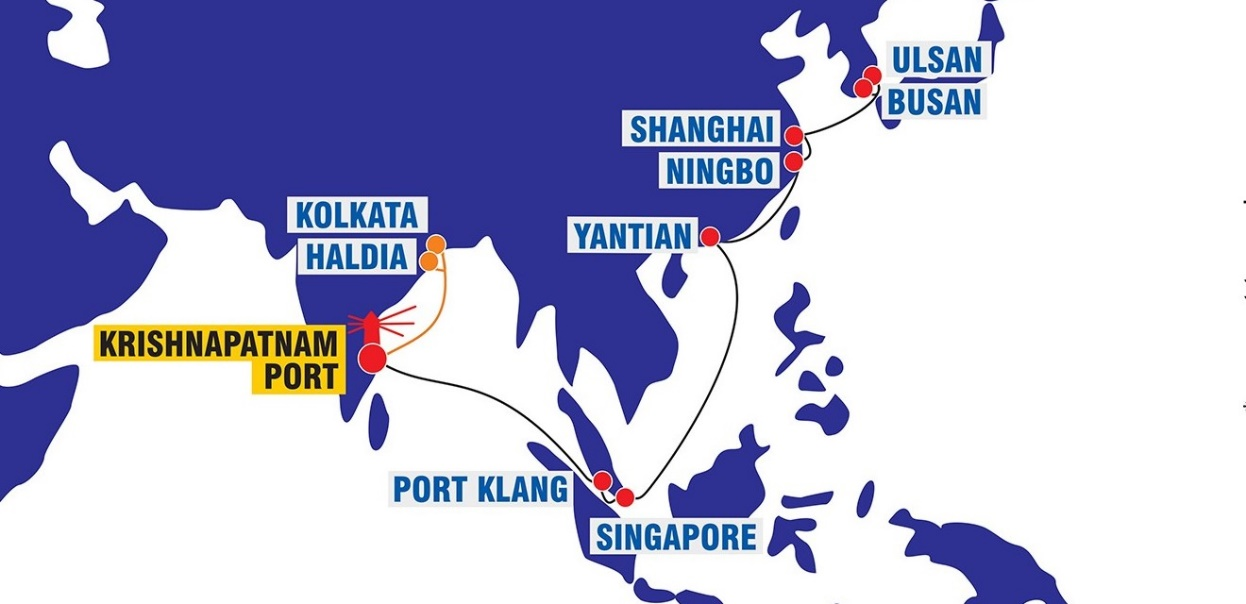 ULSAN
BUSAN
SHANGHAI
NINGBO
KOLKATA
YANTIAN
HALDIA
KRISHNAPATNAM
PORT
PORT KLANG
SINGAPORE